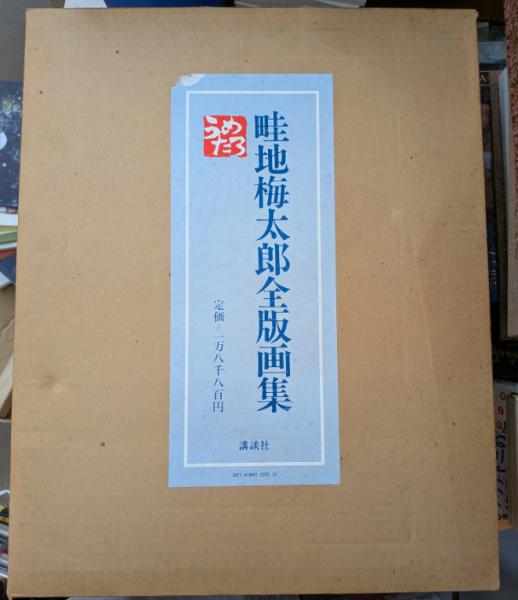 畦地梅太郎全版画集
うめ
たろ
定価=一万八千八百円
講談社